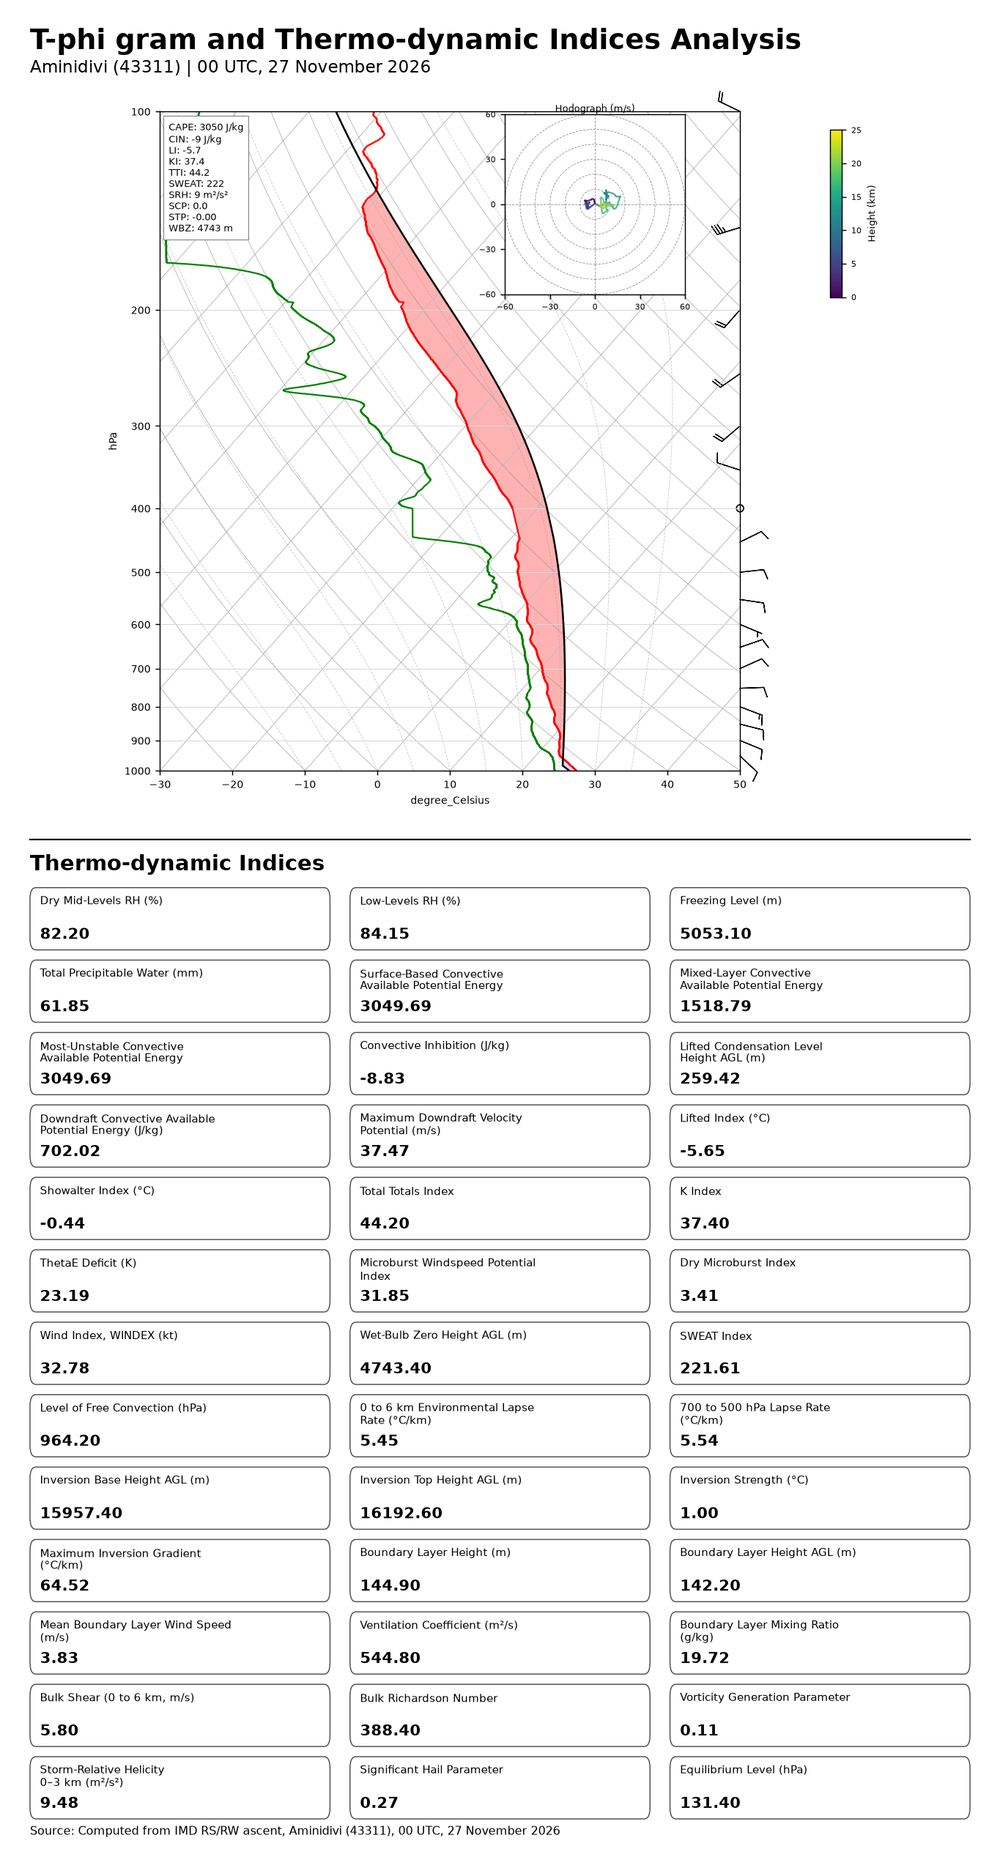 T-phi gram and Thermo-dynamic Indices Analysis
Aminidivi (43311) | 00 UTC, 27 November 2026
CAPE: 3050 J/kg
CIN: -9 J/kg
LI: -5.7
KI: 37.4
TTI: 44.2
SWEAT: 222
SRH: 9 m²/s²
SCP: 0.0
STP: -0.00
WBZ: 4743 m
Hodograph (m/s)
60
30
0
−30
−60
−60 −30 0 30 60
25
20
15
10
5
0
Height (km)
100
200
300
400
500
600
700
800
900
1000
hPa
−30 −20 −10 0 10 20 30 40 50
degree_Celsius
Thermo-dynamic Indices
Dry Mid-Levels RH (%)
82.20
Low-Levels RH (%)
84.15
Freezing Level (m)
5053.10
Total Precipitable Water (mm)
61.85
Surface-Based Convective
Available Potential Energy
3049.69
Mixed-Layer Convective
Available Potential Energy
1518.79
Most-Unstable Convective
Available Potential Energy
3049.69
Convective Inhibition (J/kg)
-8.83
Lifted Condensation Level
Height AGL (m)
259.42
Downdraft Convective Available
Potential Energy (J/kg)
702.02
Maximum Downdraft Velocity
Potential (m/s)
37.47
Lifted Index (°C)
-5.65
Showalter Index (°C)
-0.44
Total Totals Index
44.20
K Index
37.40
ThetaE Deficit (K)
23.19
Microburst Windspeed Potential
Index
31.85
Dry Microburst Index
3.41
Wind Index, WINDEX (kt)
32.78
Wet-Bulb Zero Height AGL (m)
4743.40
SWEAT Index
221.61
Level of Free Convection (hPa)
964.20
0 to 6 km Environmental Lapse
Rate (°C/km)
5.45
700 to 500 hPa Lapse Rate
(°C/km)
5.54
Inversion Base Height AGL (m)
15957.40
Inversion Top Height AGL (m)
16192.60
Inversion Strength (°C)
1.00
Maximum Inversion Gradient
(°C/km)
64.52
Boundary Layer Height (m)
144.90
Boundary Layer Height AGL (m)
142.20
Mean Boundary Layer Wind Speed
(m/s)
3.83
Ventilation Coefficient (m²/s)
544.80
Boundary Layer Mixing Ratio
(g/kg)
19.72
Bulk Shear (0 to 6 km, m/s)
5.80
Bulk Richardson Number
388.40
Vorticity Generation Parameter
0.11
Storm-Relative Helicity
0–3 km (m²/s²)
9.48
Significant Hail Parameter
0.27
Equilibrium Level (hPa)
131.40
Source: Computed from IMD RS/RW ascent, Aminidivi (43311), 00 UTC, 27 November 2026